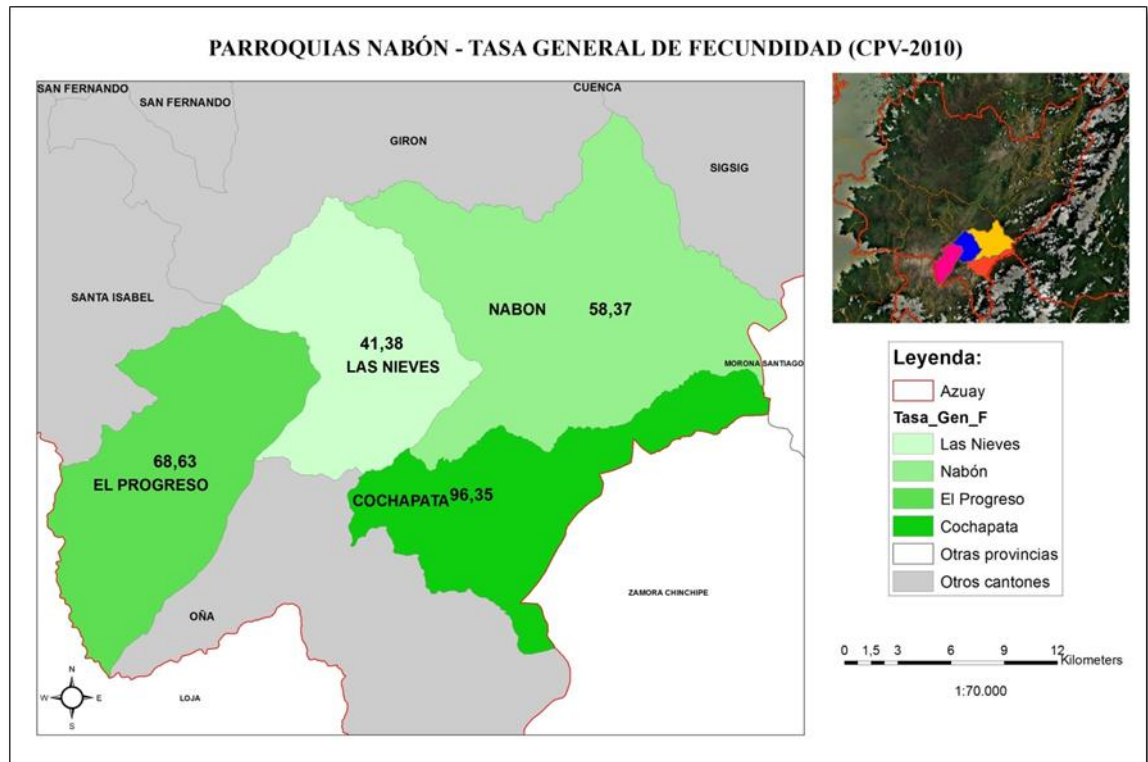 PARROQUIAS NABÓN - TASA GENERAL DE FECUNDIDAD (CPV-2010)
SAN FERNANDO
SAN FERNANDO
CUENCA
GIRON
SIGSIG
SANTA ISABEL
NABON 58,37
41,38
LAS NIEVES
MORONA SANTIAGO
68,63
EL PROGRESO
COCHAPATA 96,35
ZAMORA CHINCHIPE
OÑA
LOJA
N
W E
S
Leyenda:
Azuay
Tasa_Gen_F
Las Nieves
Nabón
El Progreso
Cochapata
Otras provincias
Otros cantones
0 1,5 3 6 9 12
Kilometers
1:70.000